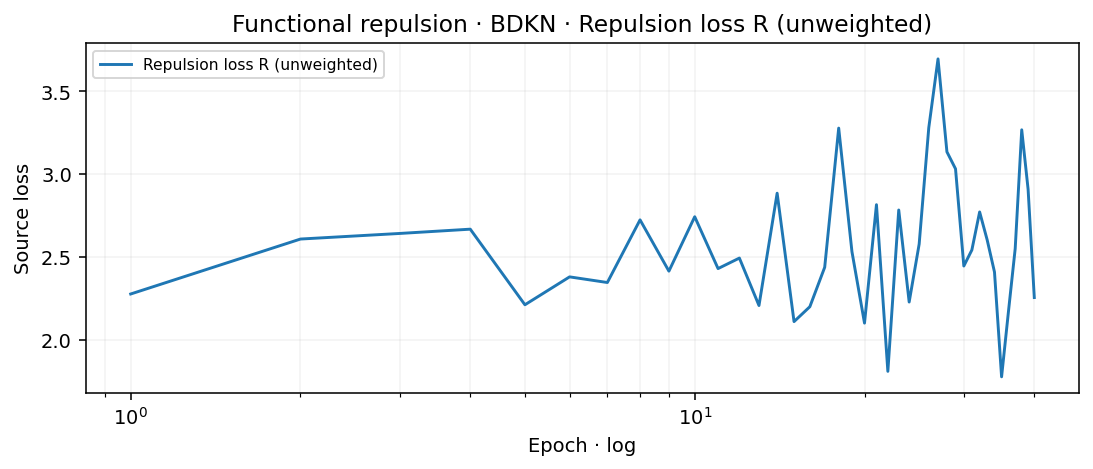 Functional repulsion · BDKN · Repulsion loss R (unweighted)
Repulsion loss R (unweighted)
Source loss
3.5
3.0
2.5
2.0
10⁰
10¹
Epoch · log